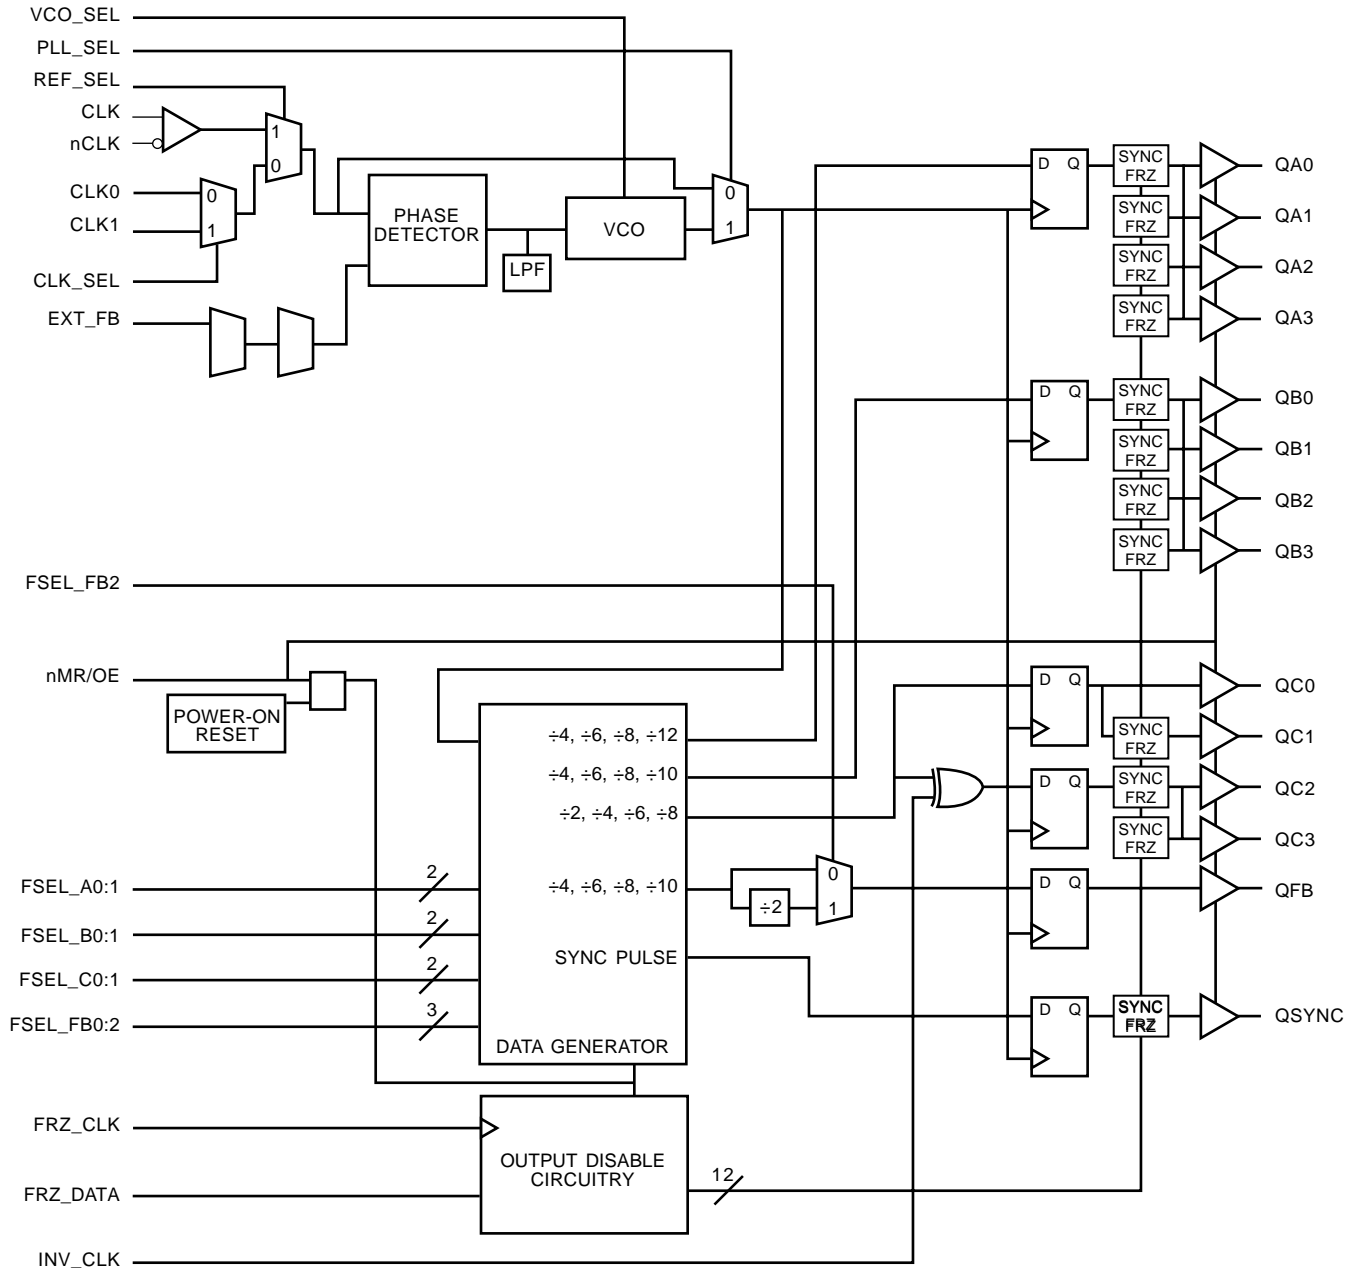 VCO_SEL
PLL_SEL
REF_SEL
CLK
nCLK
1
0
CLK0
CLK1
0
1
CLK_SEL
EXT_FB
PHASE
DETECTOR
LPF
VCO
0
1
D Q
SYNC
FRZ
QA0
SYNC
FRZ
QA1
SYNC
FRZ
QA2
SYNC
FRZ
QA3
D Q
SYNC
FRZ
QB0
SYNC
FRZ
QB1
SYNC
FRZ
QB2
SYNC
FRZ
QB3
FSEL_FB2
nMR/OE
POWER-ON
RESET
D Q
QC0
SYNC
FRZ
QC1
D Q
SYNC
FRZ
QC2
SYNC
FRZ
QC3
÷4, ÷6, ÷8, ÷12
÷4, ÷6, ÷8, ÷10
÷2, ÷4, ÷6, ÷8
÷4, ÷6, ÷8, ÷10
÷2
0
1
D Q
QFB
SYNC PULSE
DATA GENERATOR
D Q
SYNC
FRZ
QSYNC
FSEL_A0:1
2
FSEL_B0:1
2
FSEL_C0:1
2
FSEL_FB0:2
3
FRZ_CLK
FRZ_DATA
OUTPUT DISABLE
CIRCUITRY
12
INV_CLK